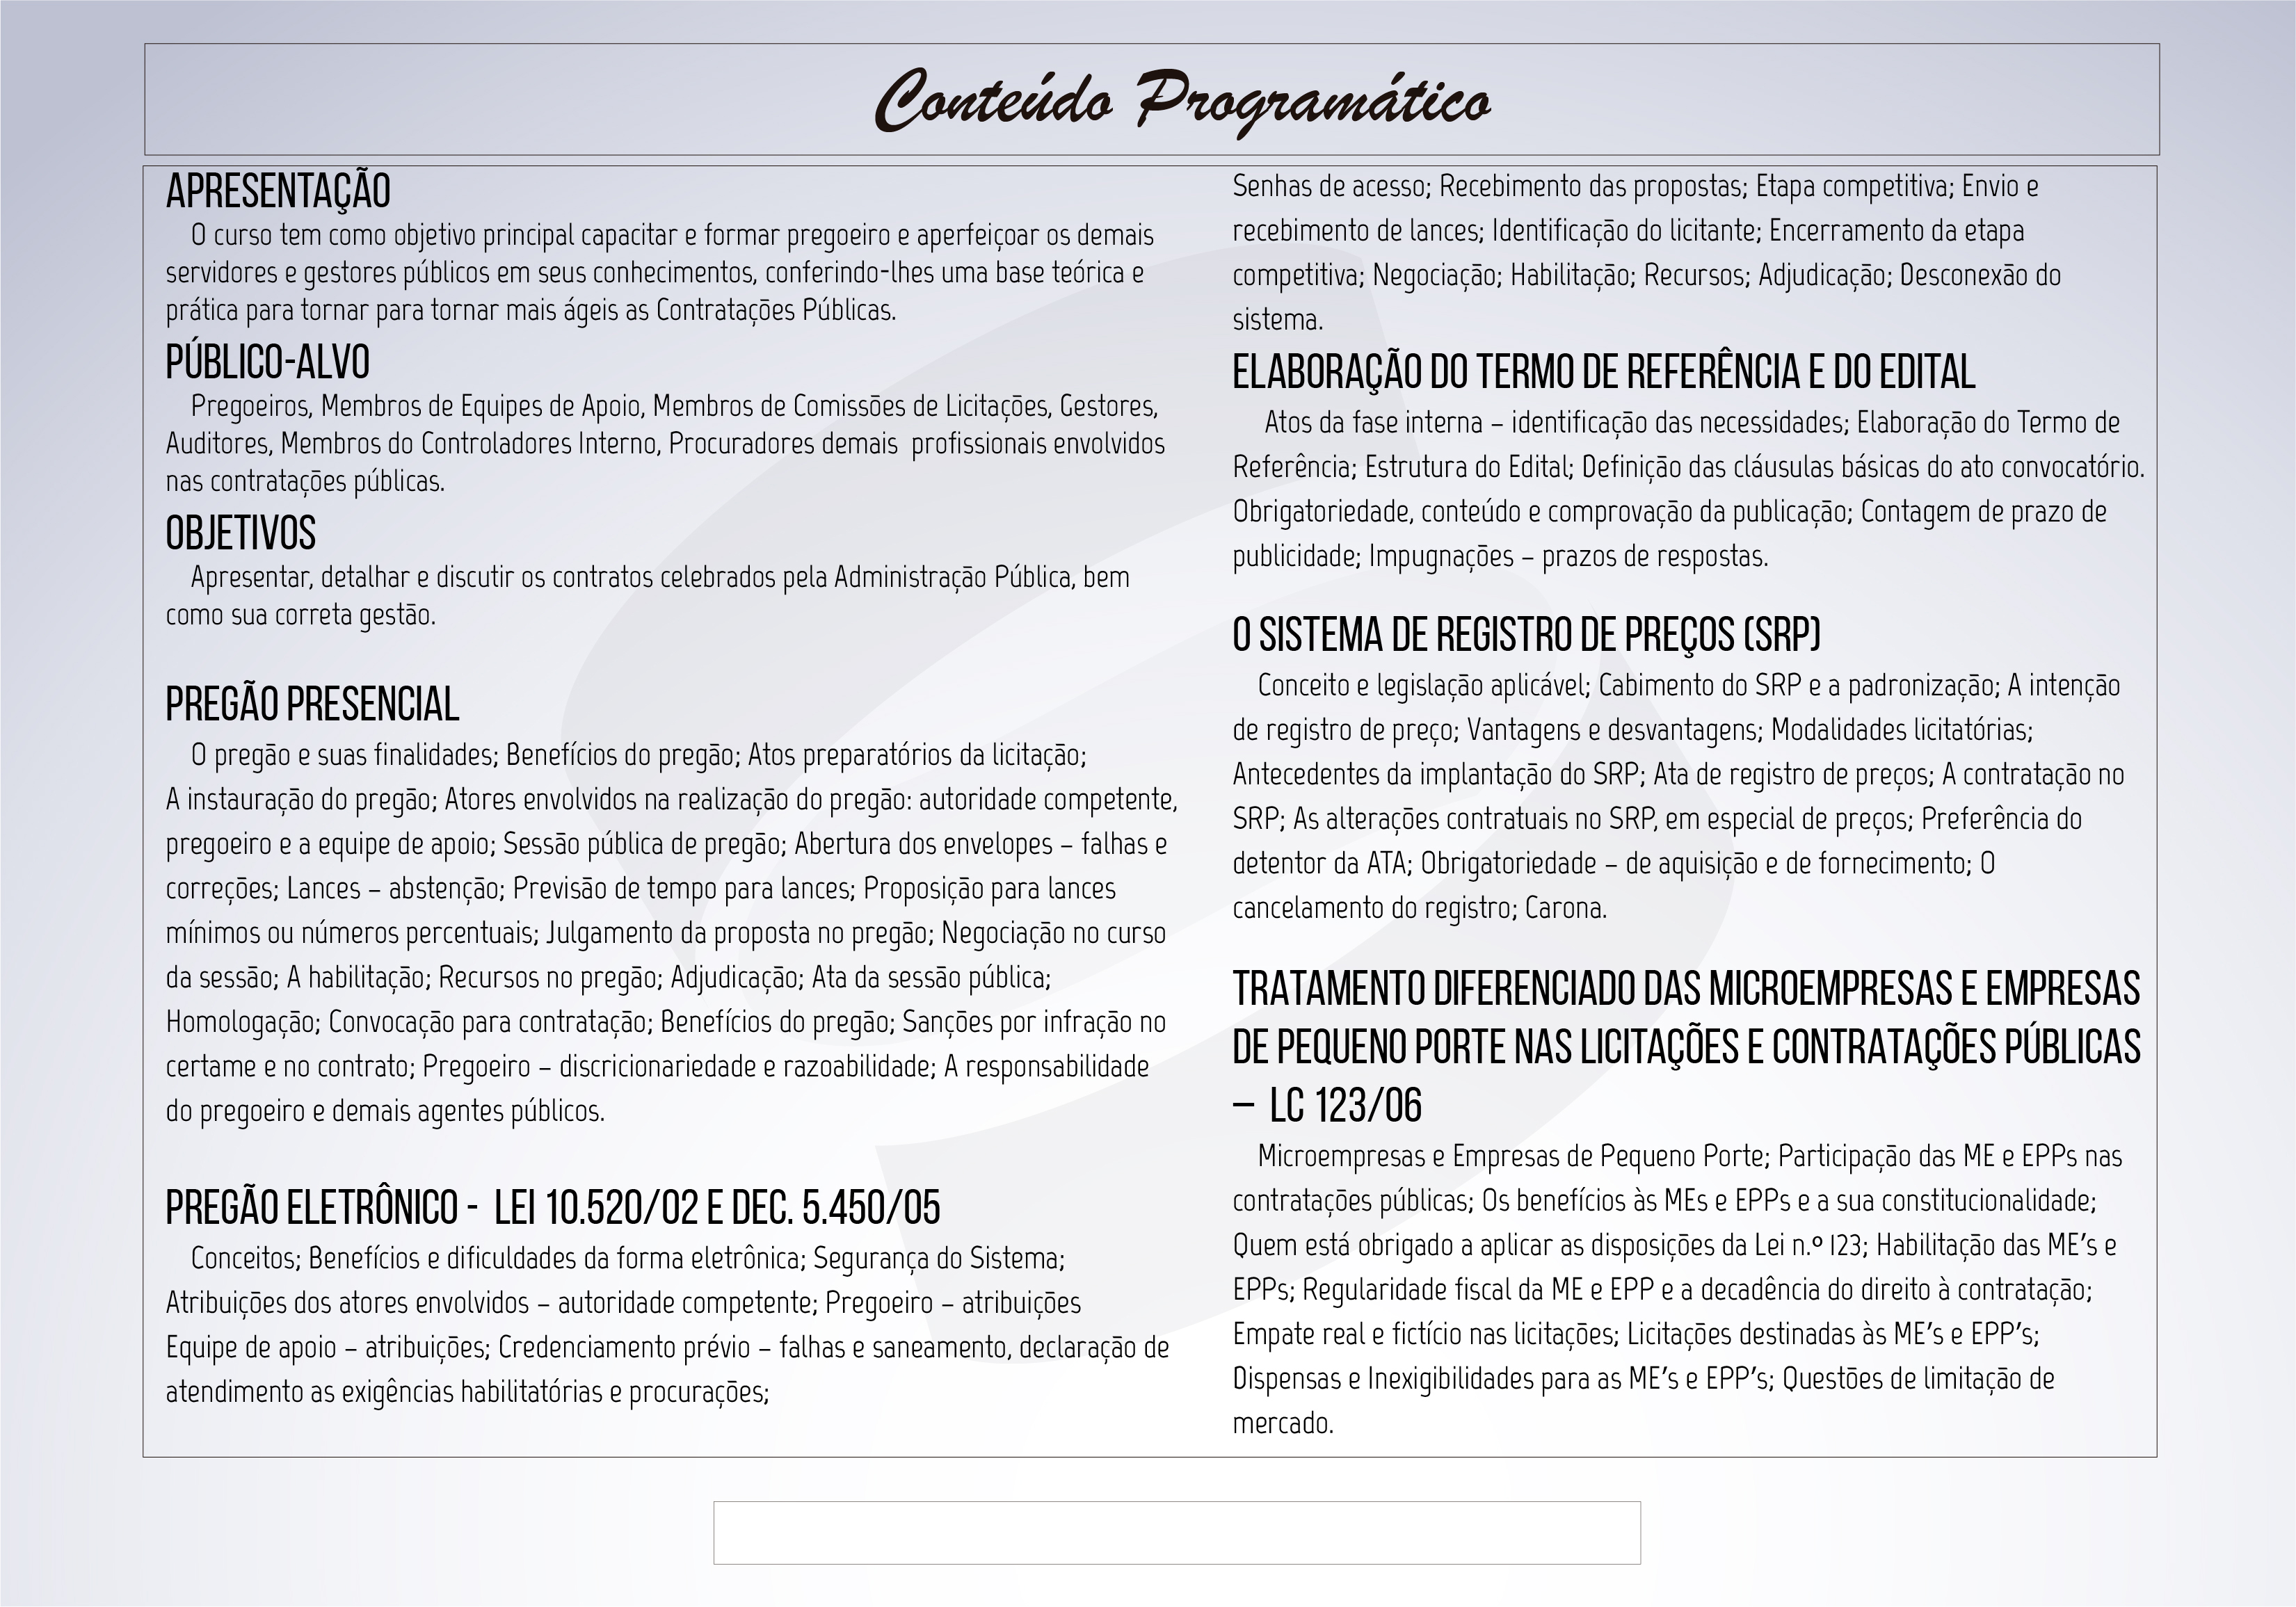 Conteúdo Programático
APRESENTAÇÃO
O curso tem como objetivo principal capacitar e formar pregoeiro e aperfeiçoar os demais
servidores e gestores públicos em seus conhecimentos, conferindo-lhes uma base teórica e
prática para tornar para tornar mais ágeis as Contratações Públicas.
PÚBLICO-ALVO
Pregoeiros, Membros de Equipes de Apoio, Membros de Comissões de Licitações, Gestores,
Auditores, Membros do Controladores Interno, Procuradores demais  profissionais envolvidos
nas contratações públicas.
OBJETIVOS
Apresentar, detalhar e discutir os contratos celebrados pela Administração Pública, bem
como sua correta gestão.
PREGÃO PRESENCIAL
O pregão e suas finalidades; Benefícios do pregão; Atos preparatórios da licitação;
A instauração do pregão; Atores envolvidos na realização do pregão: autoridade competente,
pregoeiro e a equipe de apoio; Sessão pública de pregão; Abertura dos envelopes – falhas e
correções; Lances – abstenção; Previsão de tempo para lances; Proposição para lances
mínimos ou números percentuais; Julgamento da proposta no pregão; Negociação no curso
da sessão; A habilitação; Recursos no pregão; Adjudicação; Ata da sessão pública;
Homologação; Convocação para contratação; Benefícios do pregão; Sanções por infração no
certame e no contrato; Pregoeiro – discricionariedade e razoabilidade; A responsabilidade
do pregoeiro e demais agentes públicos.
PREGÃO ELETRÔNICO -  LEI 10.520/02 E DEC. 5.450/05
Conceitos; Benefícios e dificuldades da forma eletrônica; Segurança do Sistema;
Atribuições dos atores envolvidos – autoridade competente; Pregoeiro – atribuições
Equipe de apoio – atribuições; Credenciamento prévio – falhas e saneamento, declaração de
atendimento as exigências habilitatórias e procurações;
Senhas de acesso; Recebimento das propostas; Etapa competitiva; Envio e
recebimento de lances; Identificação do licitante; Encerramento da etapa
competitiva; Negociação; Habilitação; Recursos; Adjudicação; Desconexão do
sistema.
ELABORAÇÃO DO TERMO DE REFERÊNCIA E DO EDITAL
Atos da fase interna – identificação das necessidades; Elaboração do Termo de
Referência; Estrutura do Edital; Definição das cláusulas básicas do ato convocatório.
Obrigatoriedade, conteúdo e comprovação da publicação; Contagem de prazo de
publicidade; Impugnações – prazos de respostas.
O SISTEMA DE REGISTRO DE PREÇOS (SRP)
Conceito e legislação aplicável; Cabimento do SRP e a padronização; A intenção
de registro de preço; Vantagens e desvantagens; Modalidades licitatórias;
Antecedentes da implantação do SRP; Ata de registro de preços; A contratação no
SRP; As alterações contratuais no SRP, em especial de preços; Preferência do
detentor da ATA; Obrigatoriedade – de aquisição e de fornecimento; O
cancelamento do registro; Carona.
TRATAMENTO DIFERENCIADO DAS MICROEMPRESAS E EMPRESAS
DE PEQUENO PORTE NAS LICITAÇÕES E CONTRATAÇÕES PÚBLICAS
–  LC 123/06
Microempresas e Empresas de Pequeno Porte; Participação das ME e EPPs nas
contratações públicas; Os benefícios às MEs e EPPs e a sua constitucionalidade;
Quem está obrigado a aplicar as disposições da Lei n.º 123; Habilitação das ME's e
EPPs; Regularidade fiscal da ME e EPP e a decadência do direito à contratação;
Empate real e fictício nas licitações; Licitações destinadas às ME's e EPP's;
Dispensas e Inexigibilidades para as ME's e EPP's; Questões de limitação de
mercado.